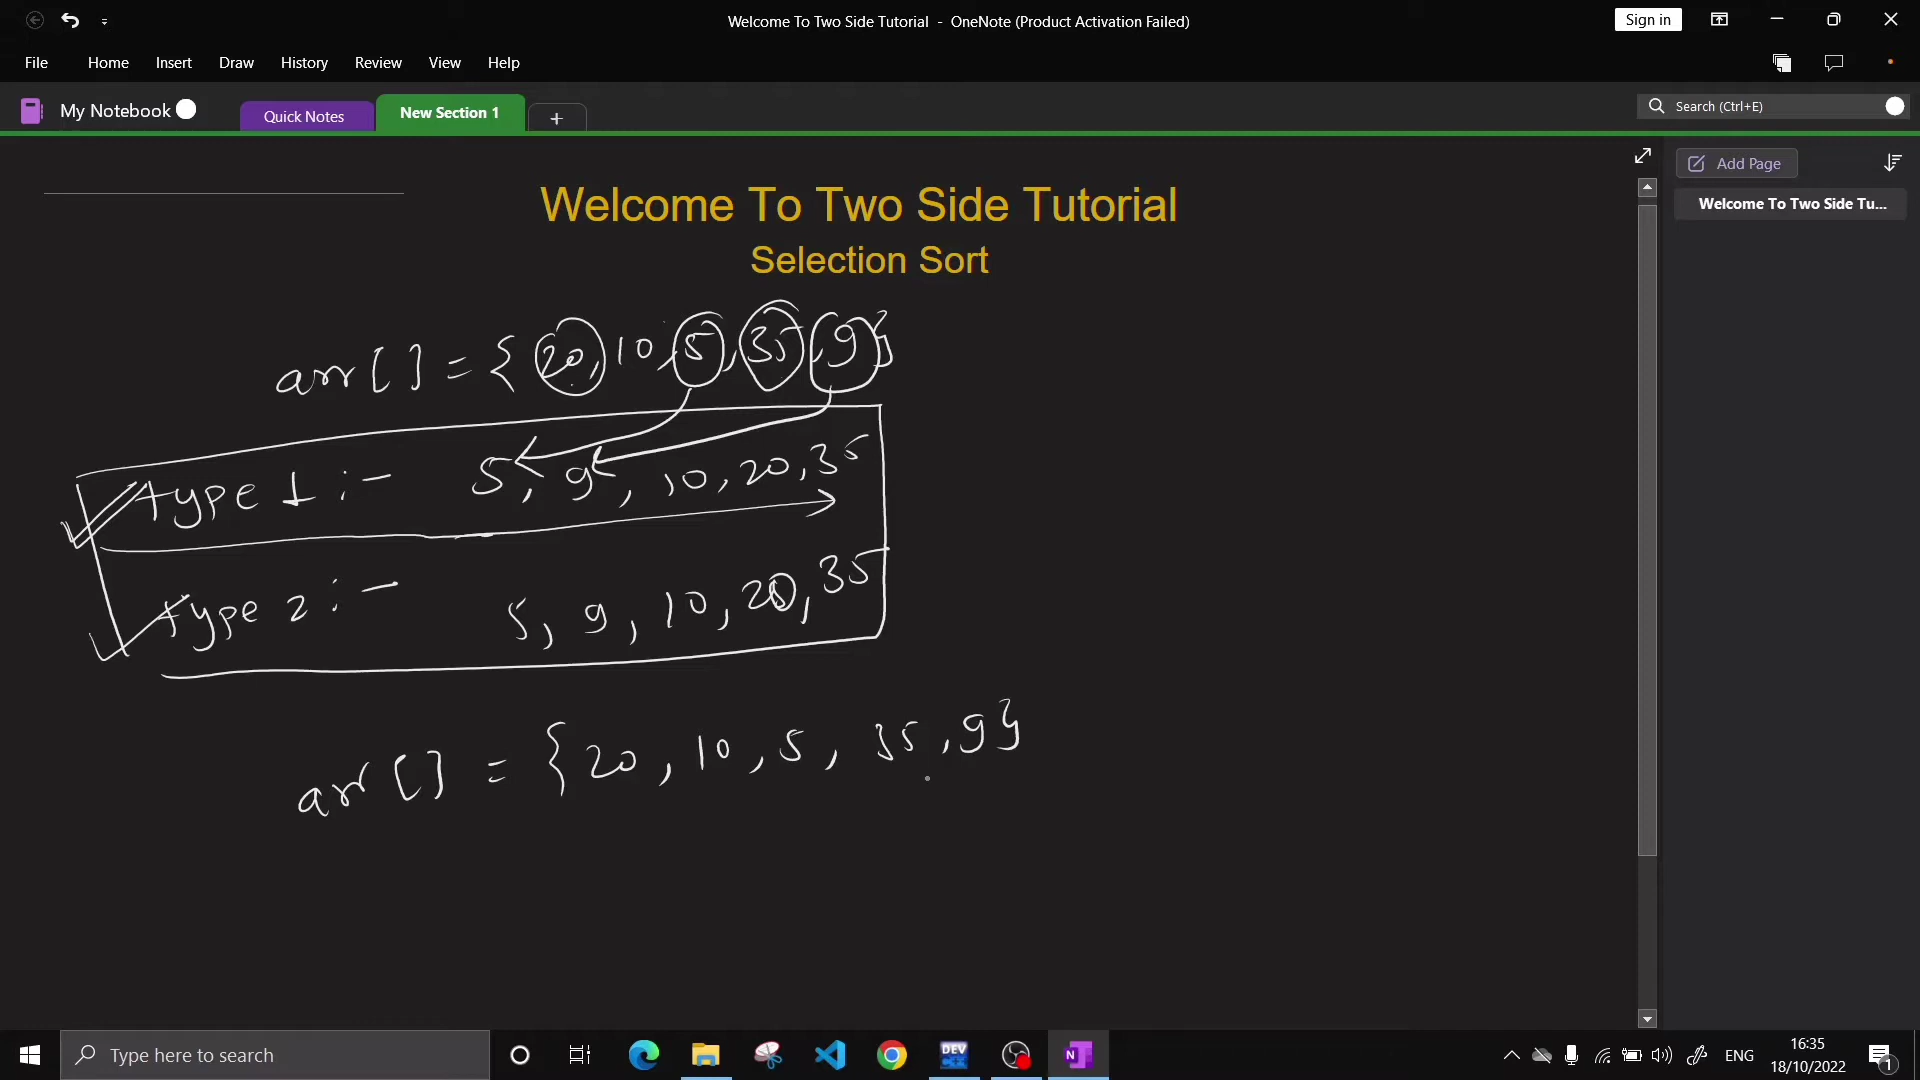 Welcome To Two Side Tutorial - OneNote (Product Activation Failed)
Sign in
File Home Insert Draw History Review View Help
My Notebook
Quick Notes
New Section 1
+
Search (Ctrl+E)
Add Page
Welcome To Two Side Tu...
Welcome To Two Side Tutorial
Selection Sort
arr[] = { 20, 10, 5, 35, 9}
type 1 :- 5, 9, 10, 20, 35
type 2 :- 5, 9, 10, 20, 35
arr[] = {20, 10, 5, 35, 9}
Type here to search
DEV
N
ENG
16:35
18/10/2022
1